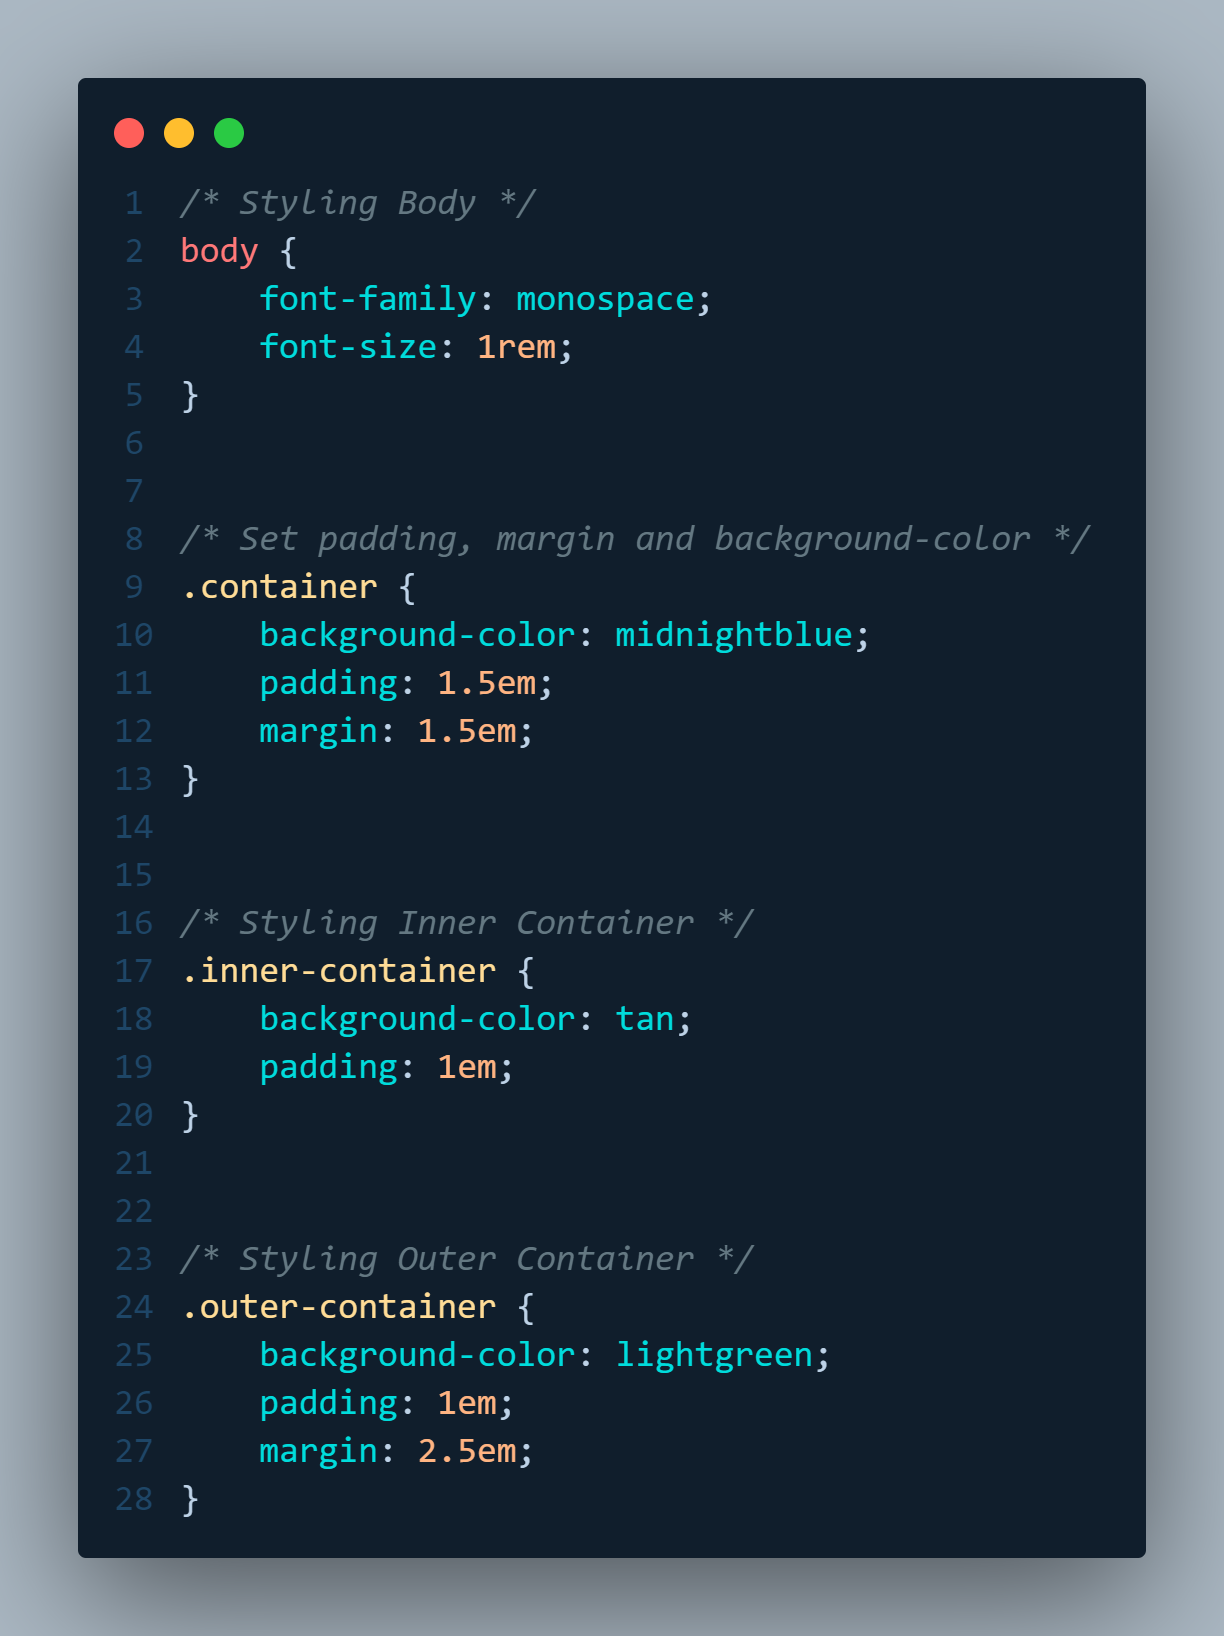 1 /* Styling Body */
2 body {
3     font-family: monospace;
4     font-size: 1rem;
5 }
6
7
8 /* Set padding, margin and background-color */
9 .container {
10     background-color: midnightblue;
11     padding: 1.5em;
12     margin: 1.5em;
13 }
14
15
16 /* Styling Inner Container */
17 .inner-container {
18     background-color: tan;
19     padding: 1em;
20 }
21
22
23 /* Styling Outer Container */
24 .outer-container {
25     background-color: lightgreen;
26     padding: 1em;
27     margin: 2.5em;
28 }